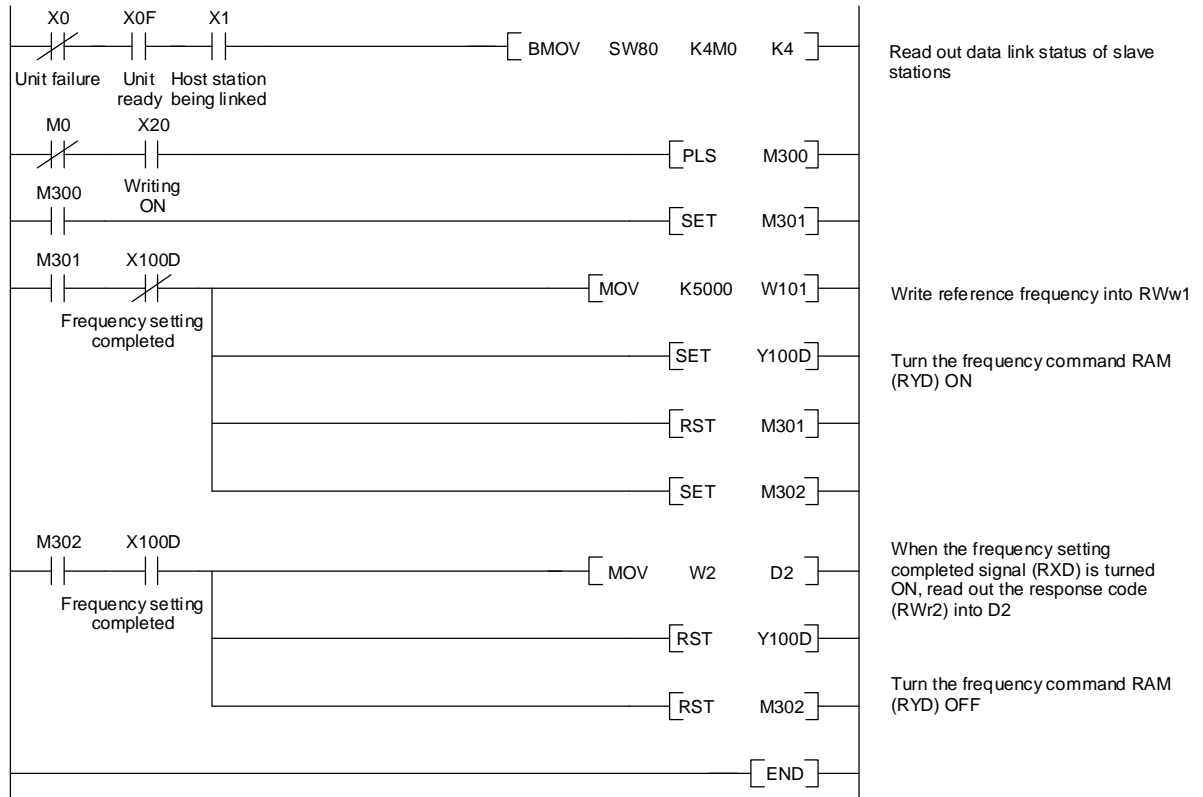 X0 X0F X1
BMOV SW80 K4M0 K4
Read out data link status of slave
stations
Unit failure Unit Host station
ready being linked
M0 X20
PLS M300
Writing
ON
M300
SET M301
M301 X100D
MOV K5000 W101
Write reference frequency into RWw1
Frequency setting
completed
SET Y100D
Turn the frequency command RAM
(RYD) ON
RST M301
SET M302
M302 X100D
MOV W2 D2
When the frequency setting
completed signal (RXD) is turned
ON, read out the response code
(RWr2) into D2
Frequency setting
completed
RST Y100D
Turn the frequency command RAM
(RYD) OFF
RST M302
END